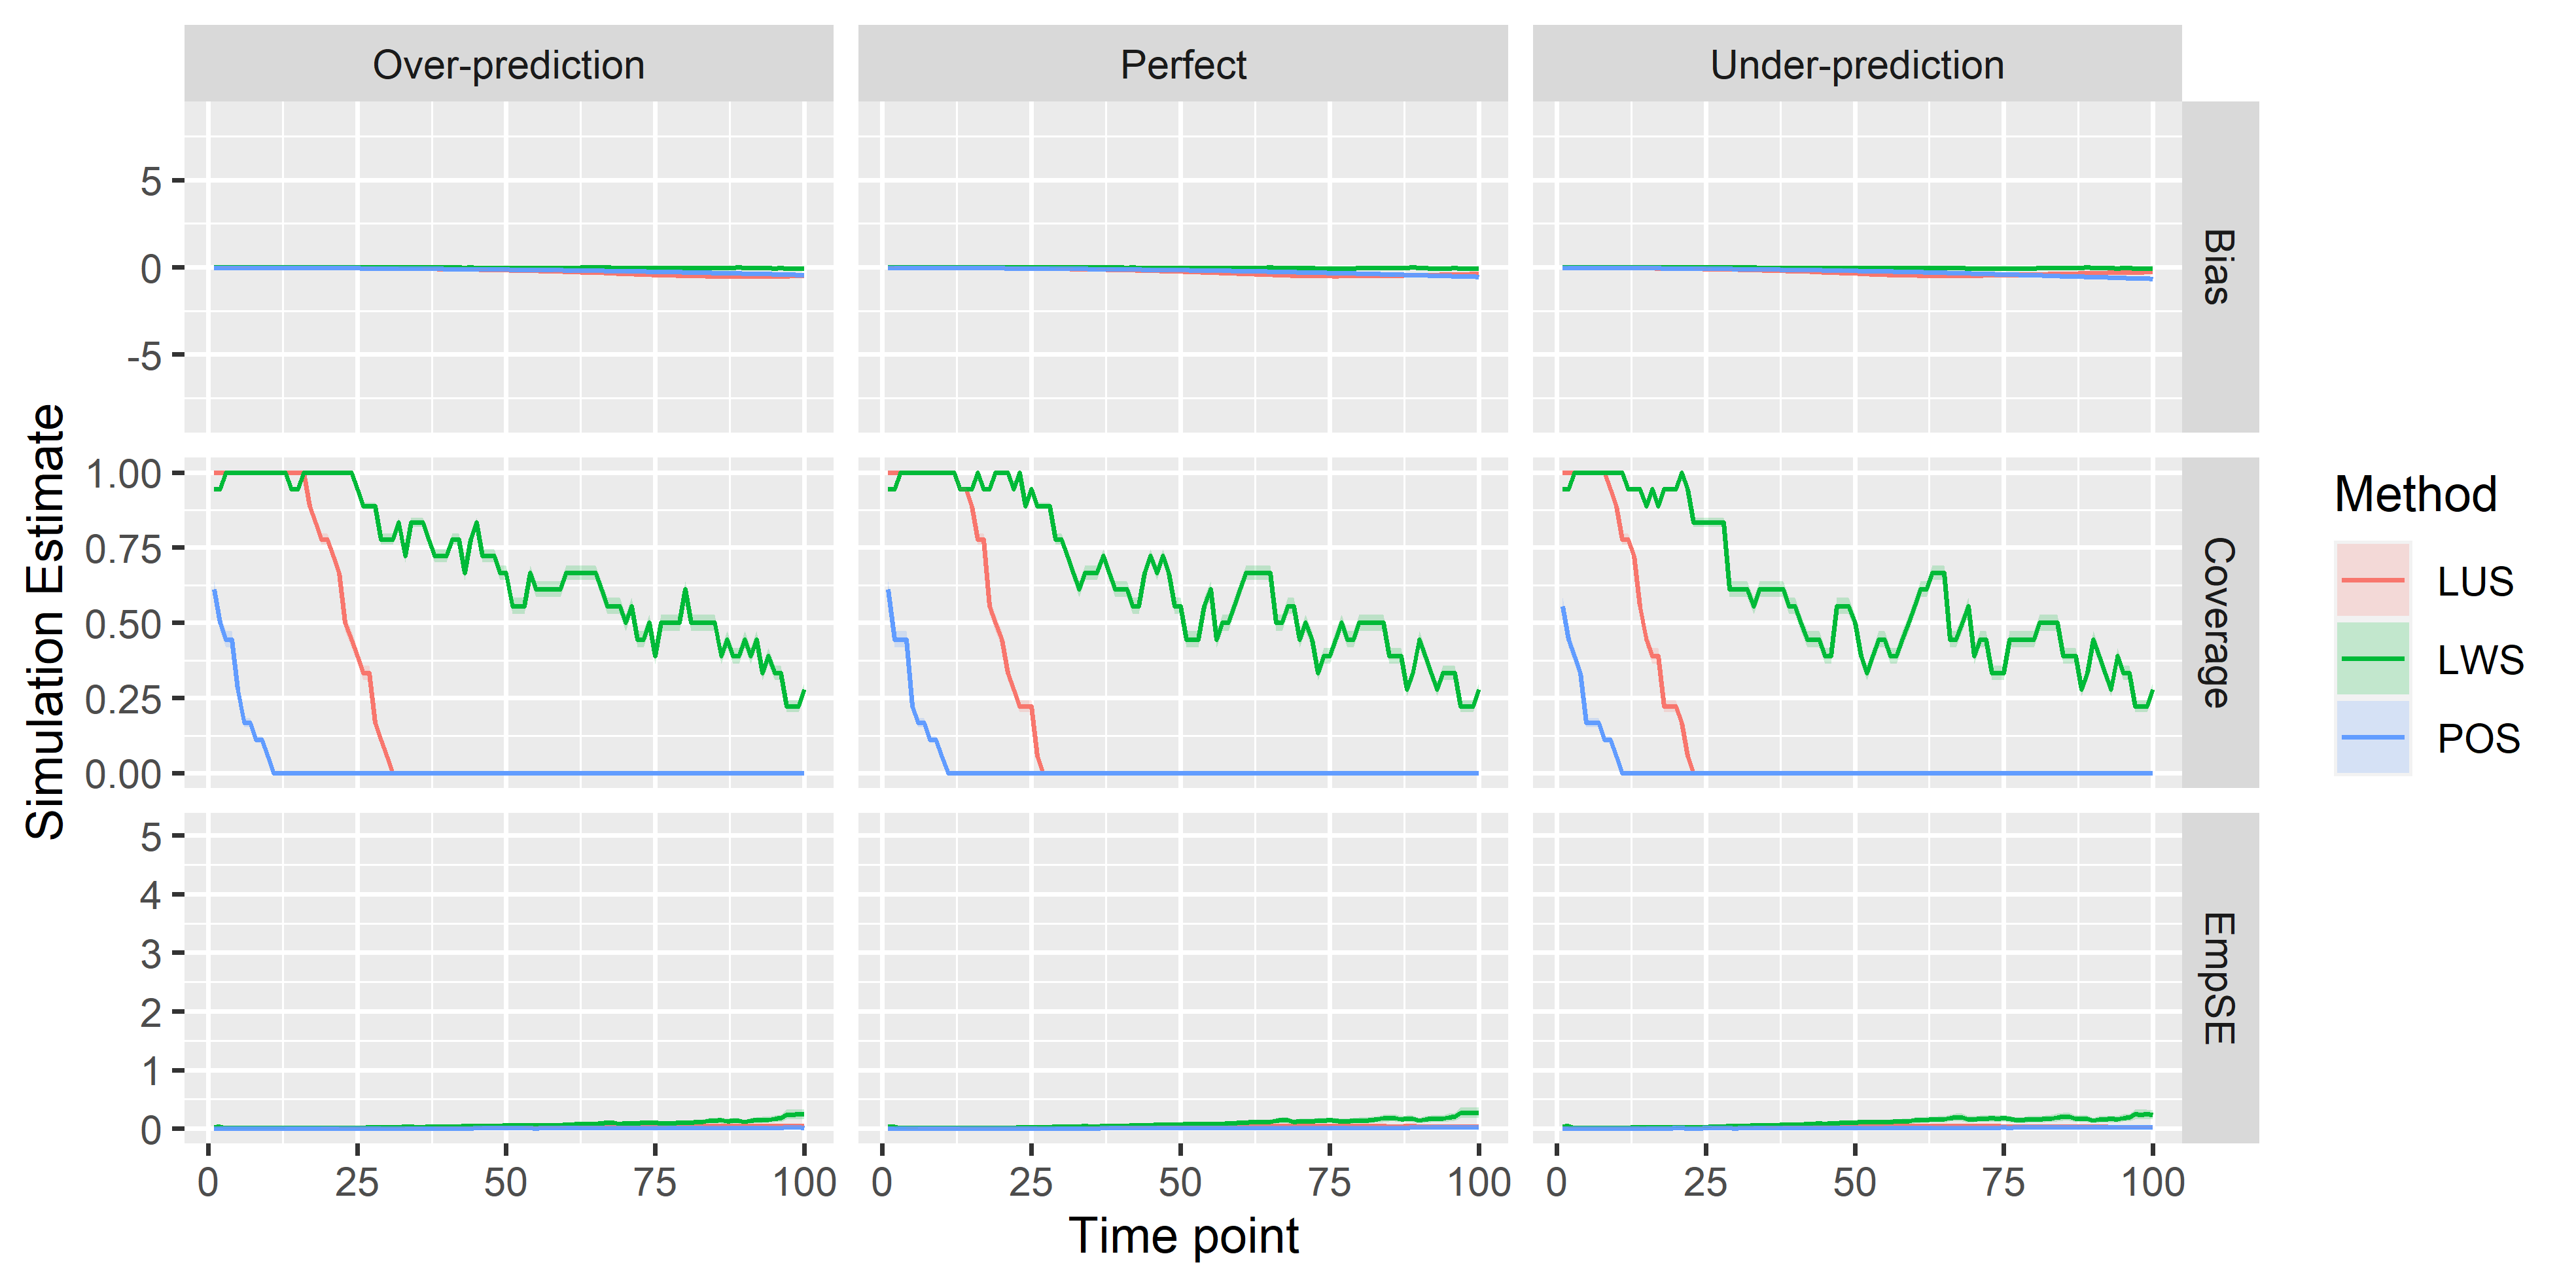 Over-prediction
Perfect
Under-prediction
5
0
-5
Bias
1.00
0.75
0.50
0.25
0.00
Coverage
5
4
3
2
1
0
EmpSE
0 25 50 75 100
0 25 50 75 100
0 25 50 75 100
Time point
Simulation Estimate
Method
LUS
LWS
POS